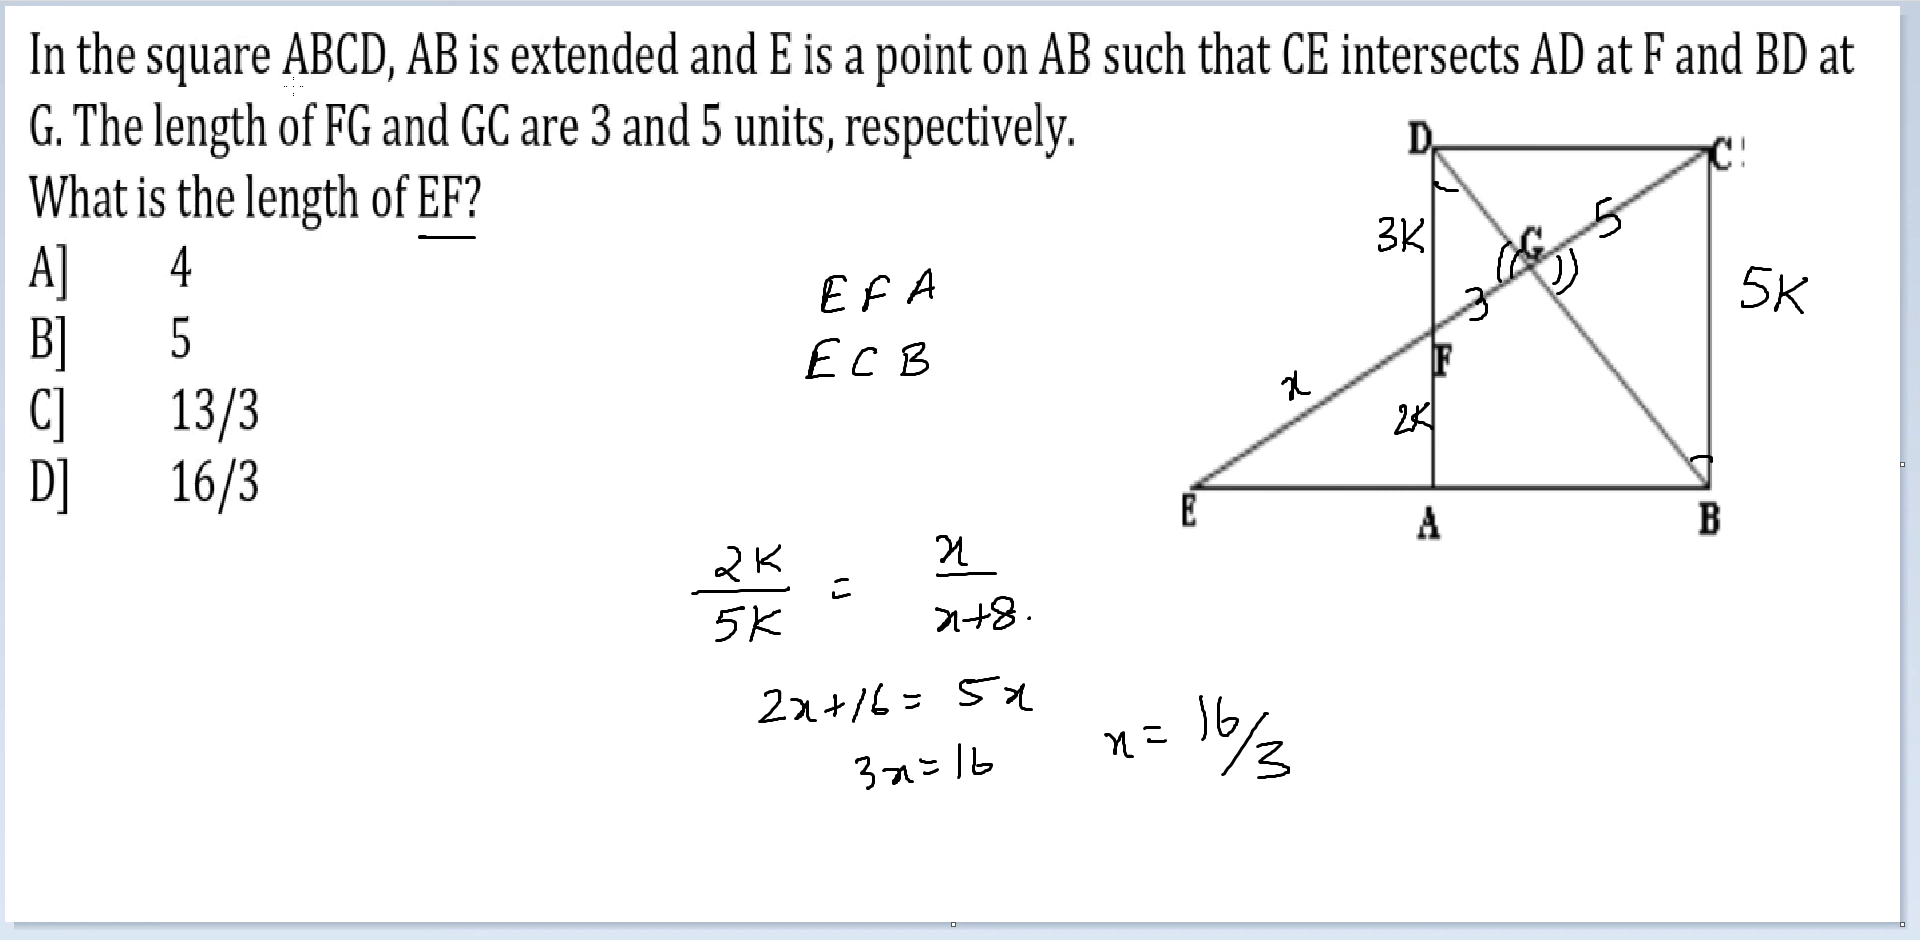 In the square ABCD, AB is extended and E is a point on AB such that CE intersects AD at F and BD at
G. The length of FG and GC are 3 and 5 units, respectively.
What is the length of EF?
A] 4
B] 5
C] 13/3
D] 16/3
E F A
E C B
D
C
3K
G
5
5K
3
F
x
2K
E
A
B
2K/5K = x/x+8.
2x+16 = 5x
3x=16
x = 16/3